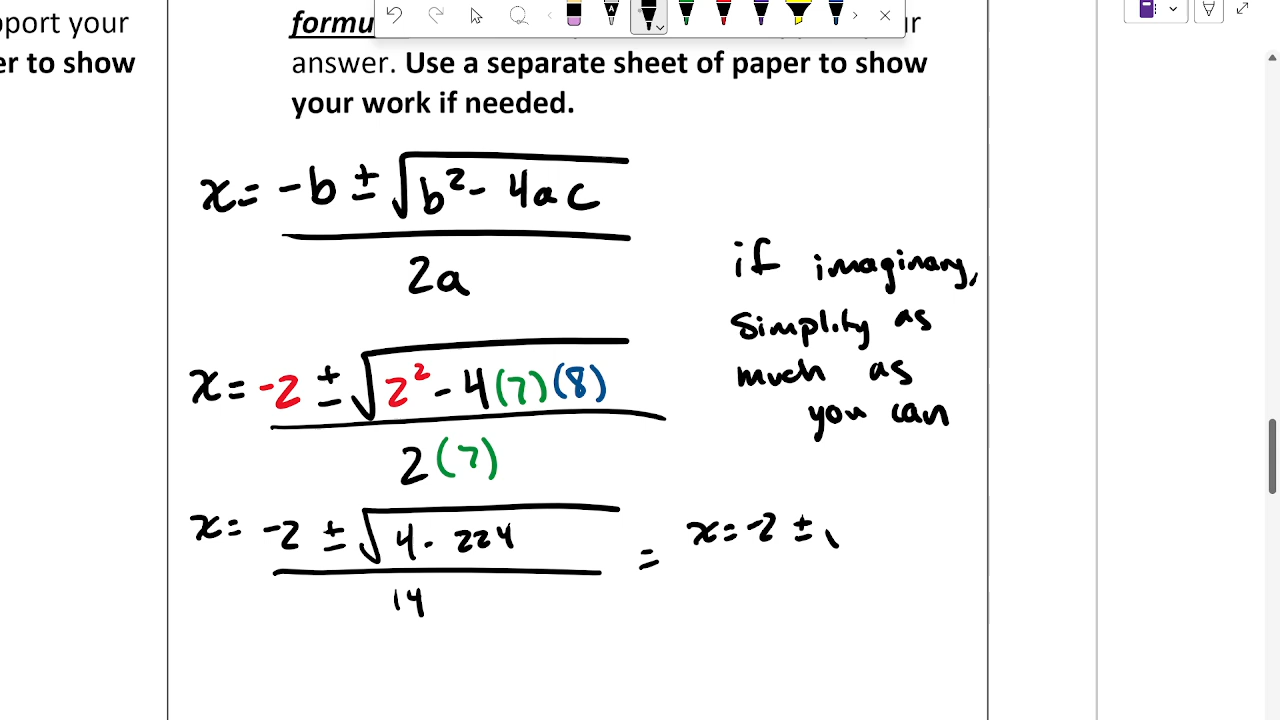 pport your
er to show
formu
ur
answer. Use a separate sheet of paper to show
your work if needed.
x = -b ± √b² - 4ac
2a
x = -2 ± √2² - 4(7)(8)
2(7)
x = -2 ± √4 - 224
14
= x = -2 ±
if imaginary,
simplify as
much as
you can